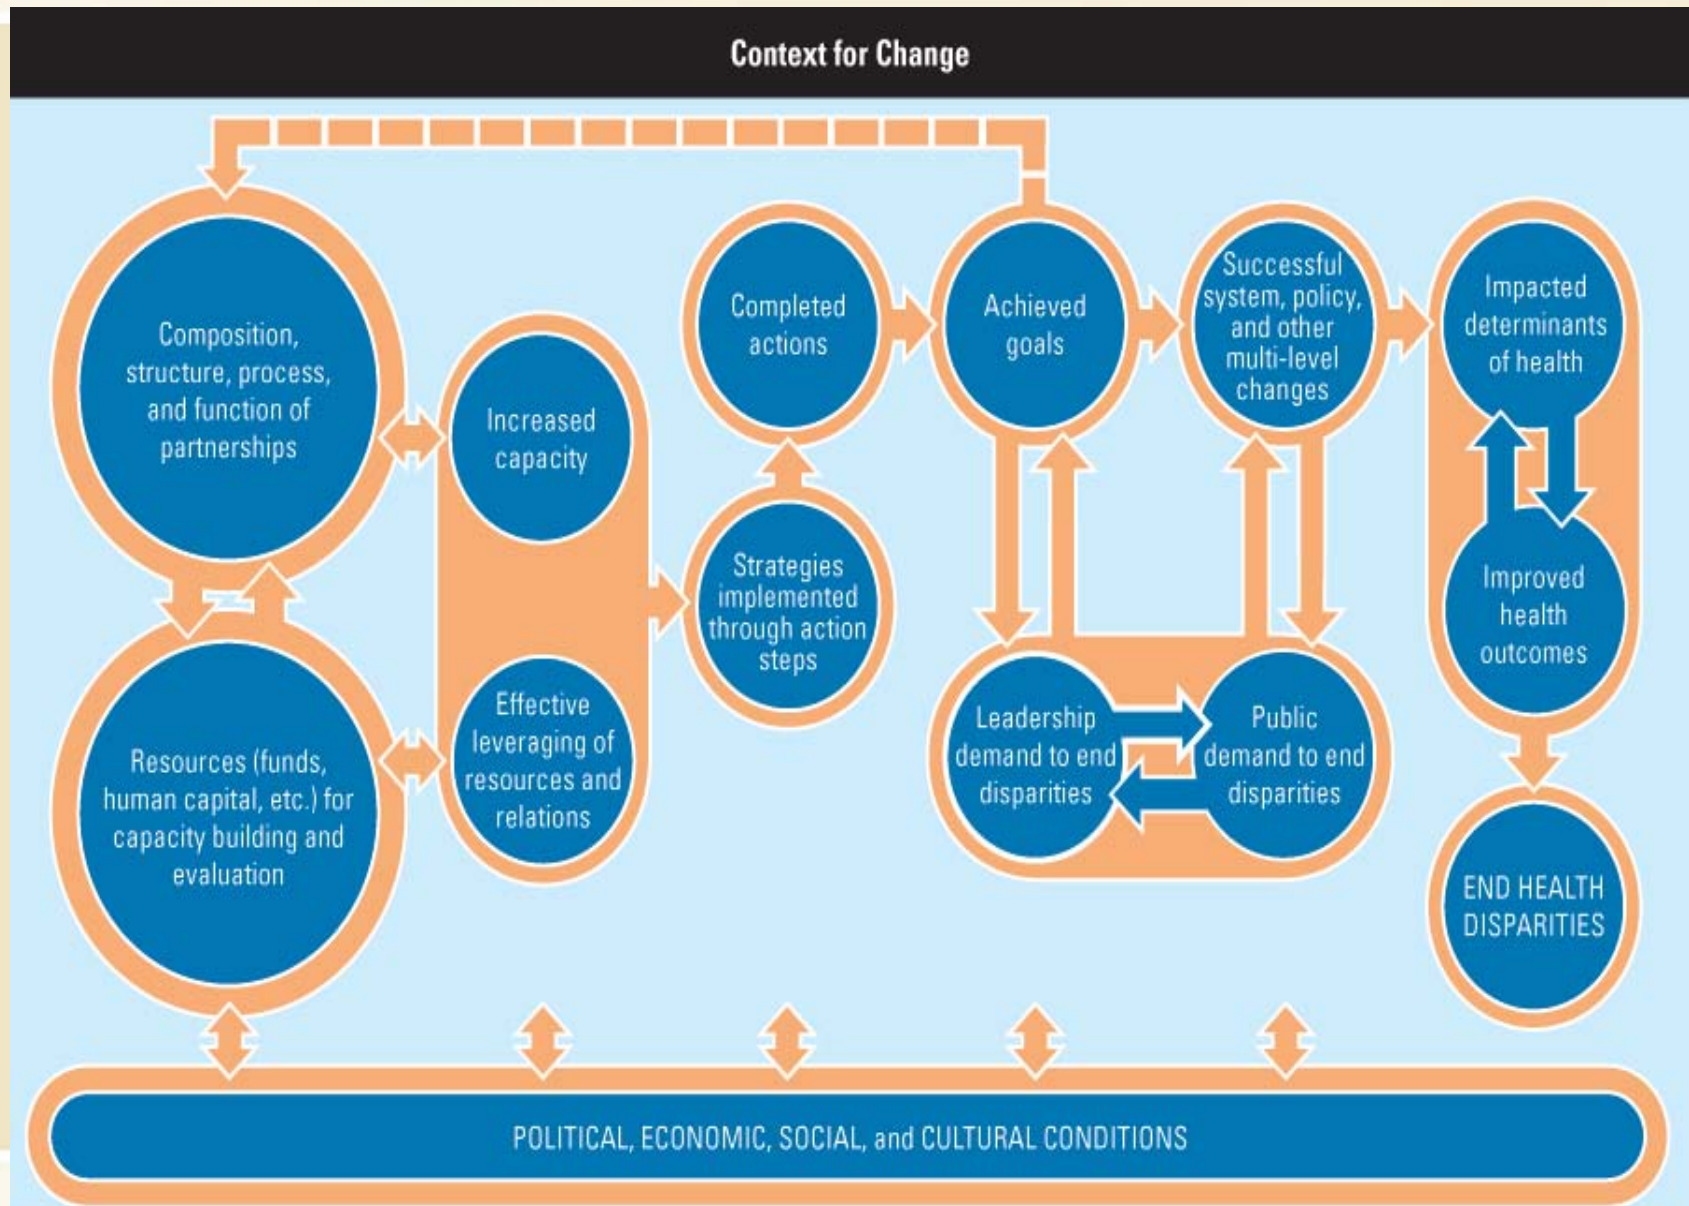 Context for Change
Composition,
structure, process,
and function of
partnerships
Resources (funds,
human capital, etc.) for
capacity building and
evaluation
Increased
capacity
Effective
leveraging of
resources and
relations
Completed
actions
Strategies
implemented
through action
steps
Achieved
goals
Successful
system, policy,
and other
multi-level
changes
Leadership
demand to end
disparities
Public
demand to end
disparities
Impacted
determinants
of health
Improved
health
outcomes
END HEALTH
DISPARITIES
POLITICAL, ECONOMIC, SOCIAL, and CULTURAL CONDITIONS